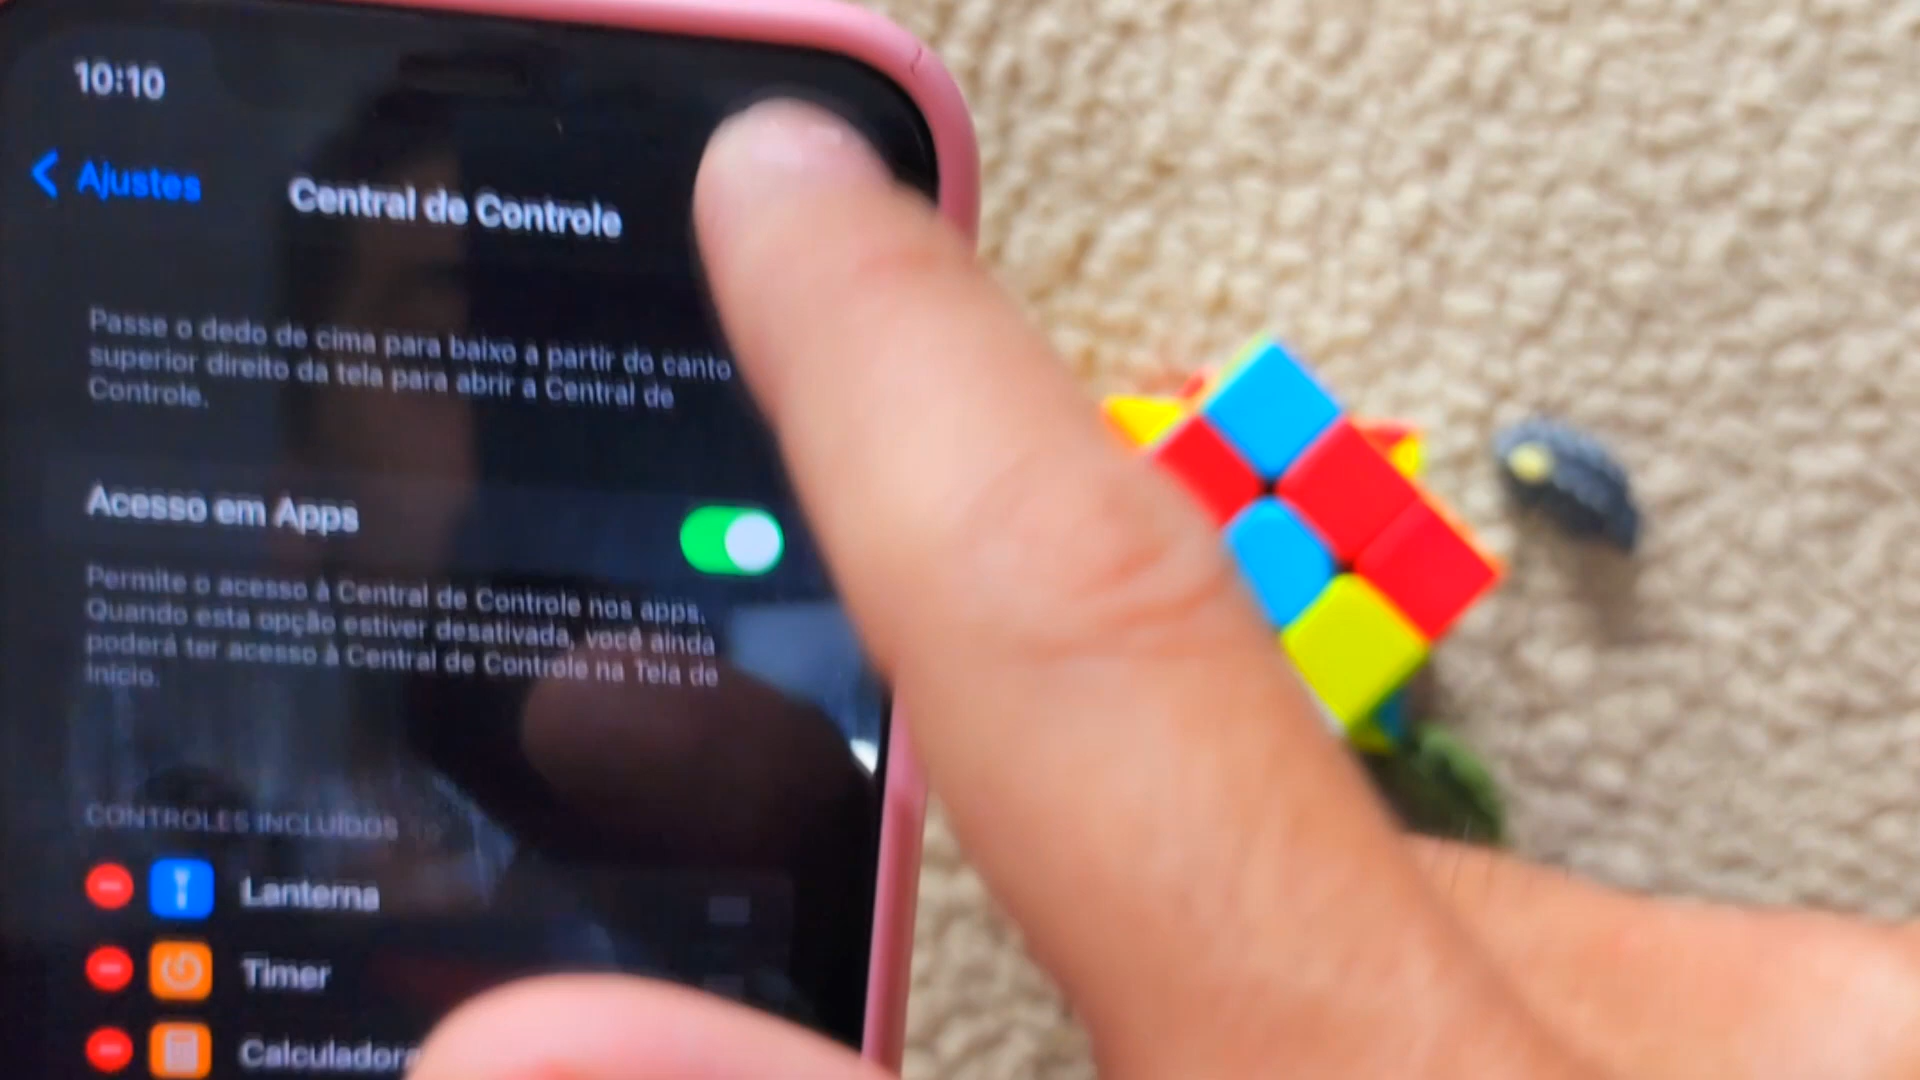 10:10
Ajustes
Central de Controle
Passe o dedo de cima para baixo a partir do canto
superior direito da tela para abrir a Central de
Controle.
Acesso em Apps
Permite o acesso à Central de Controle nos apps.
Quando esta opção estiver desativada, você ainda
poderá ter acesso à Central de Controle na Tela de
Início.
CONTROLES INCLUÍDOS
Lanterna
Timer
Calculadora